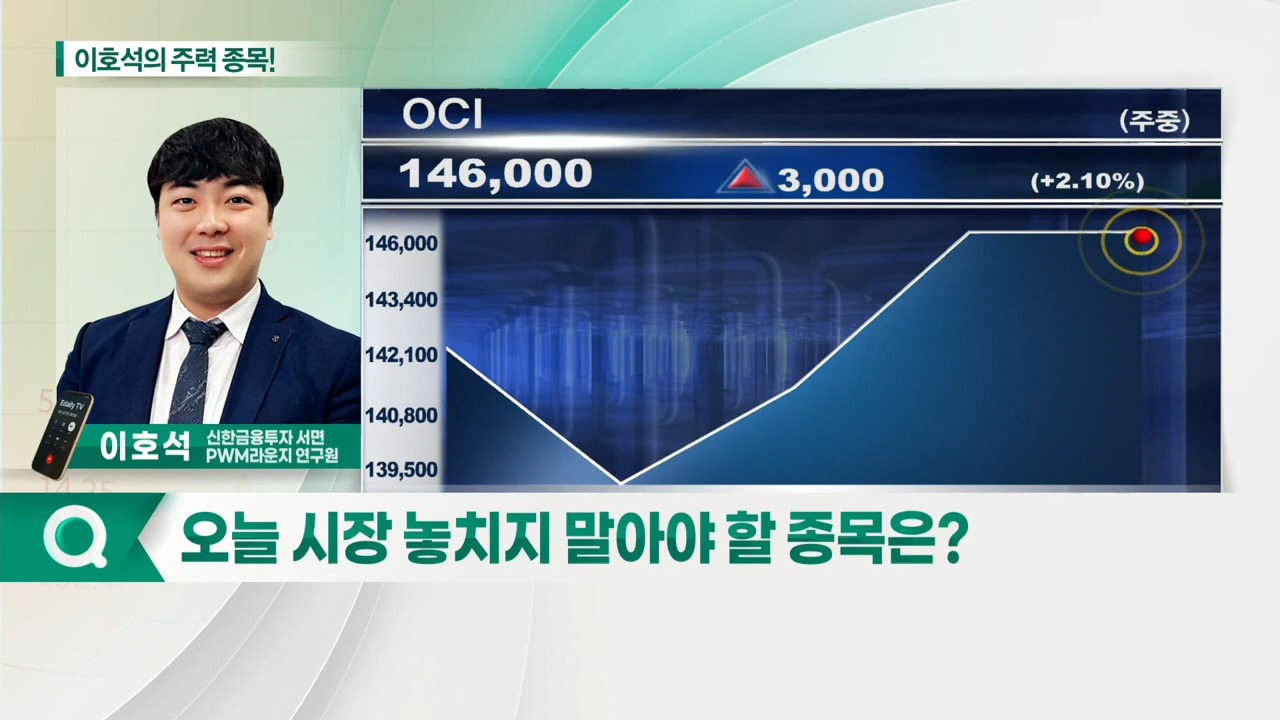 이호석의 주력 종목!
OCI
(주중)
146,000 3,000 (+2.10%)
146,000
143,400
142,100
140,800
139,500
Edaily TV
이호석
신한금융투자 서면
PWM라운지 연구원
오늘 시장 놓치지 말아야 할 종목은?